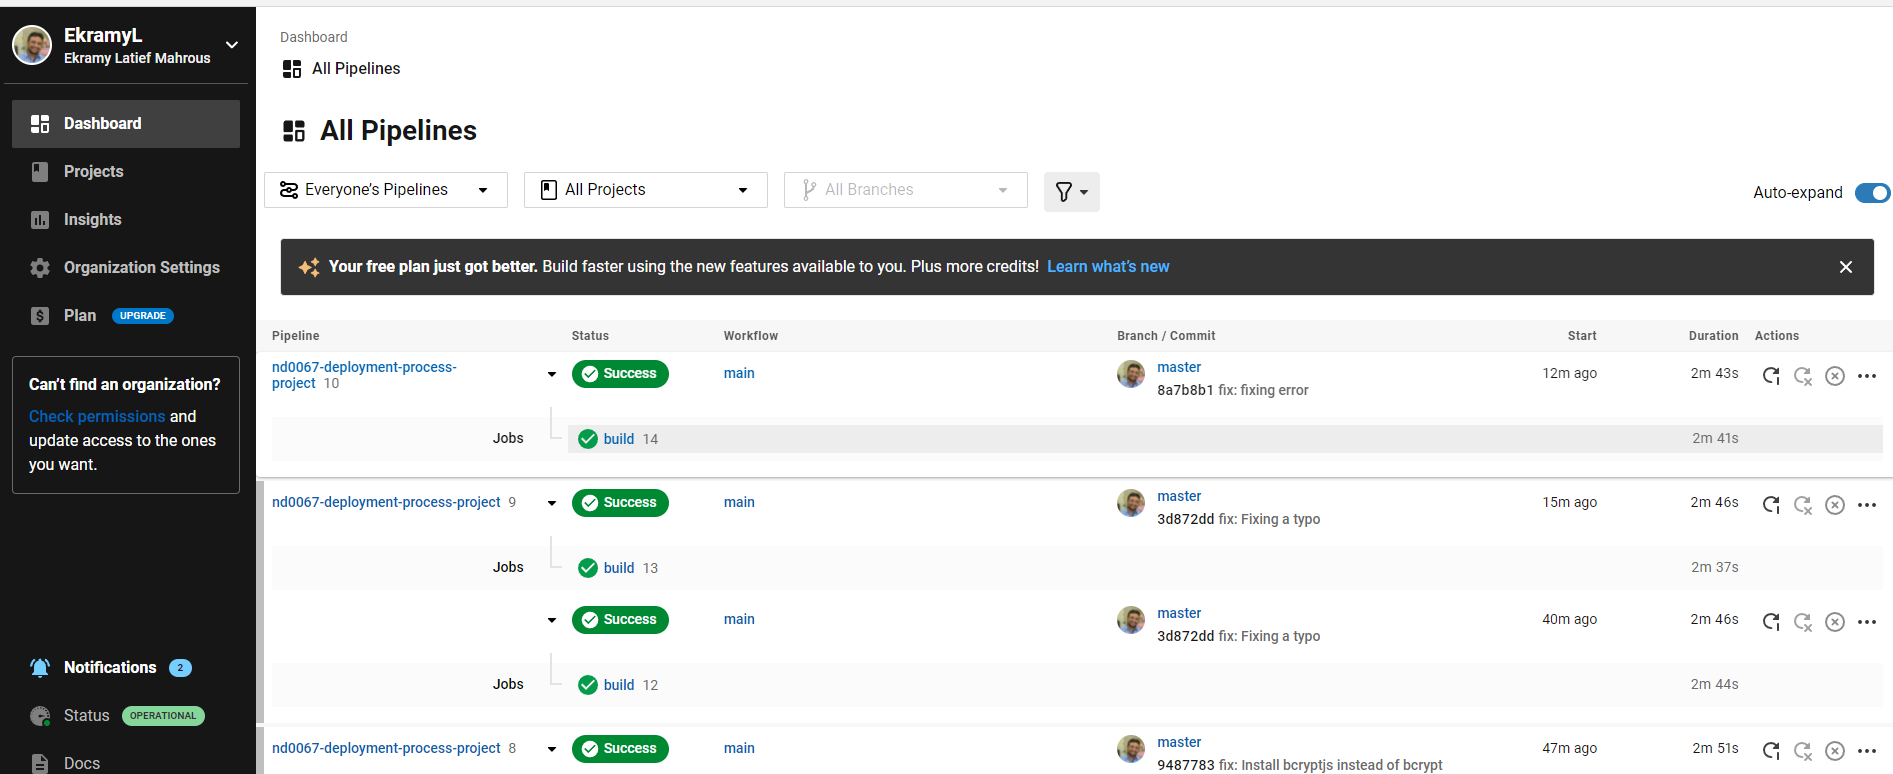 EkramyL
Ekramy Latief Mahrous
Dashboard
Projects
Insights
Organization Settings
Plan UPGRADE
Can't find an organization?
Check permissions and
update access to the ones
you want.
Notifications 2
Status OPERATIONAL
Docs
Dashboard
All Pipelines
All Pipelines
Everyone's Pipelines All Projects All Branches Auto-expand
Your free plan just got better. Build faster using the new features available to you. Plus more credits! Learn what's new
Pipeline Status Workflow Branch / Commit Start Duration Actions
nd0067-deployment-process-
project 10 Success main master 12m ago 2m 43s
8a7b8b1 fix: fixing error
Jobs build 14 2m 41s
nd0067-deployment-process-project 9 Success main master 15m ago 2m 46s
3d872dd fix: Fixing a typo
Jobs build 13 2m 37s
Success main master 40m ago 2m 46s
3d872dd fix: Fixing a typo
Jobs build 12 2m 44s
nd0067-deployment-process-project 8 Success main master 47m ago 2m 51s
9487783 fix: Install bcryptjs instead of bcrypt